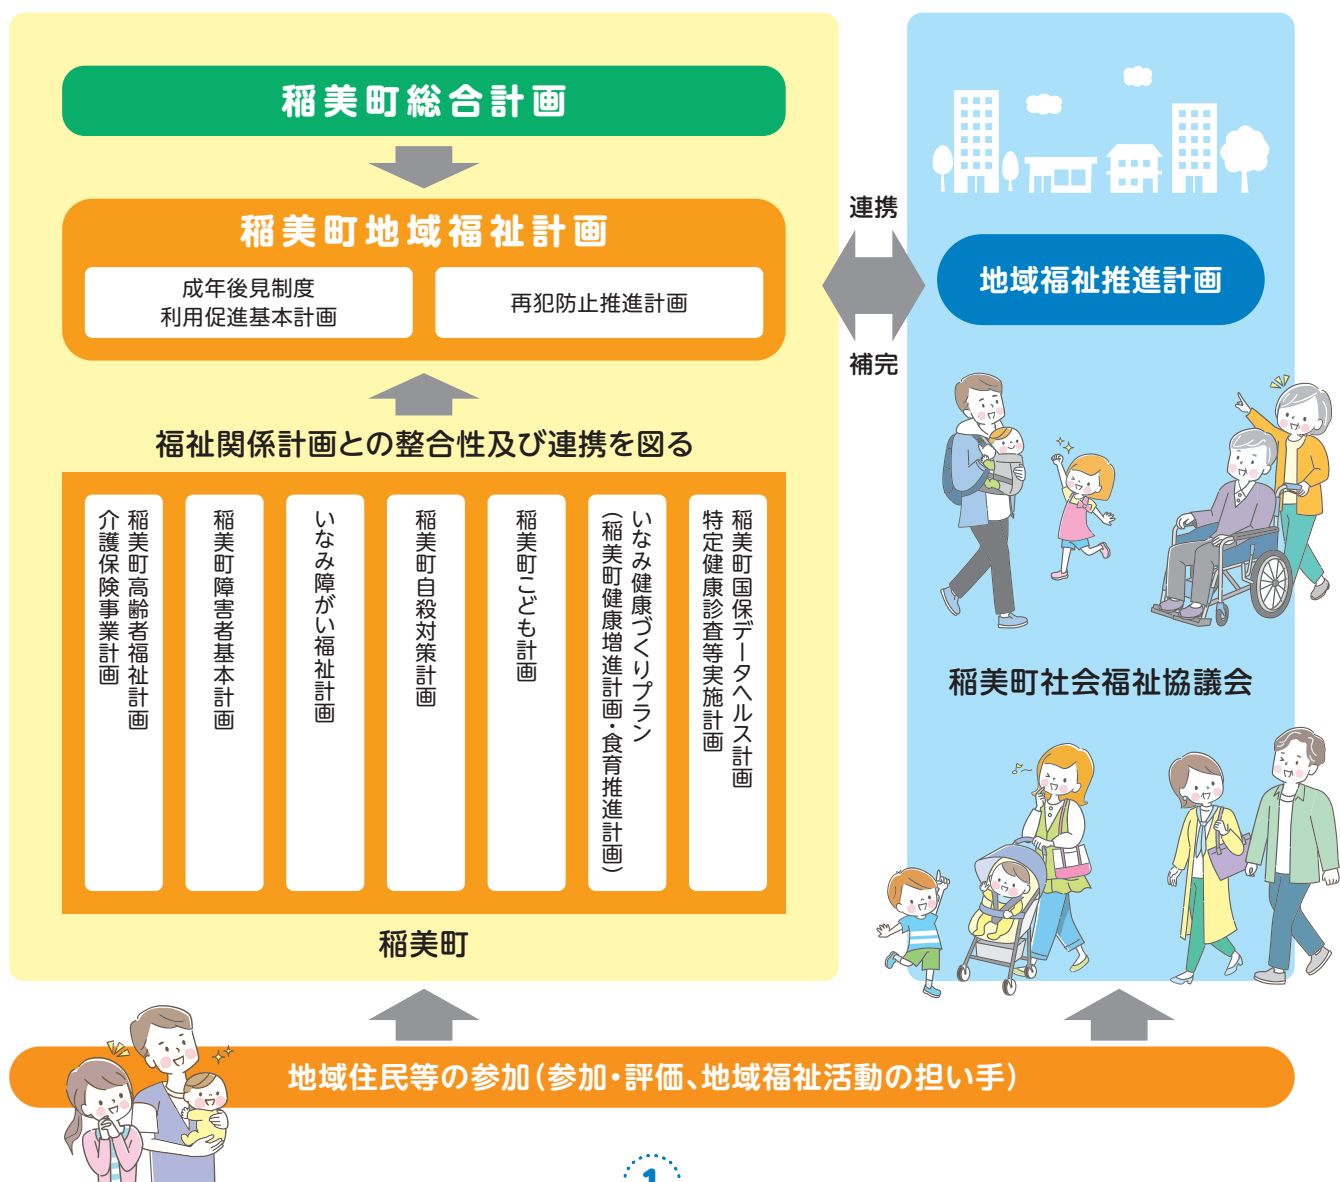 稲美町総合計画
稲美町地域福祉計画
成年後見制度
利用促進基本計画
再犯防止推進計画
連携
補完
地域福祉推進計画
福祉関係計画との整合性及び連携を図る
稲美町高齢者福祉計画
介護保険事業計画
稲美町障害者基本計画
いなみ障がい福祉計画
稲美町自殺対策計画
稲美町こども計画
いなみ健康づくりプラン
(稲美町健康増進計画・食育推進計画)
稲美町国保データヘルス計画
特定健康診査等実施計画
稲美町
稲美町社会福祉協議会
地域住民等の参加(参加・評価、地域福祉活動の担い手)
1